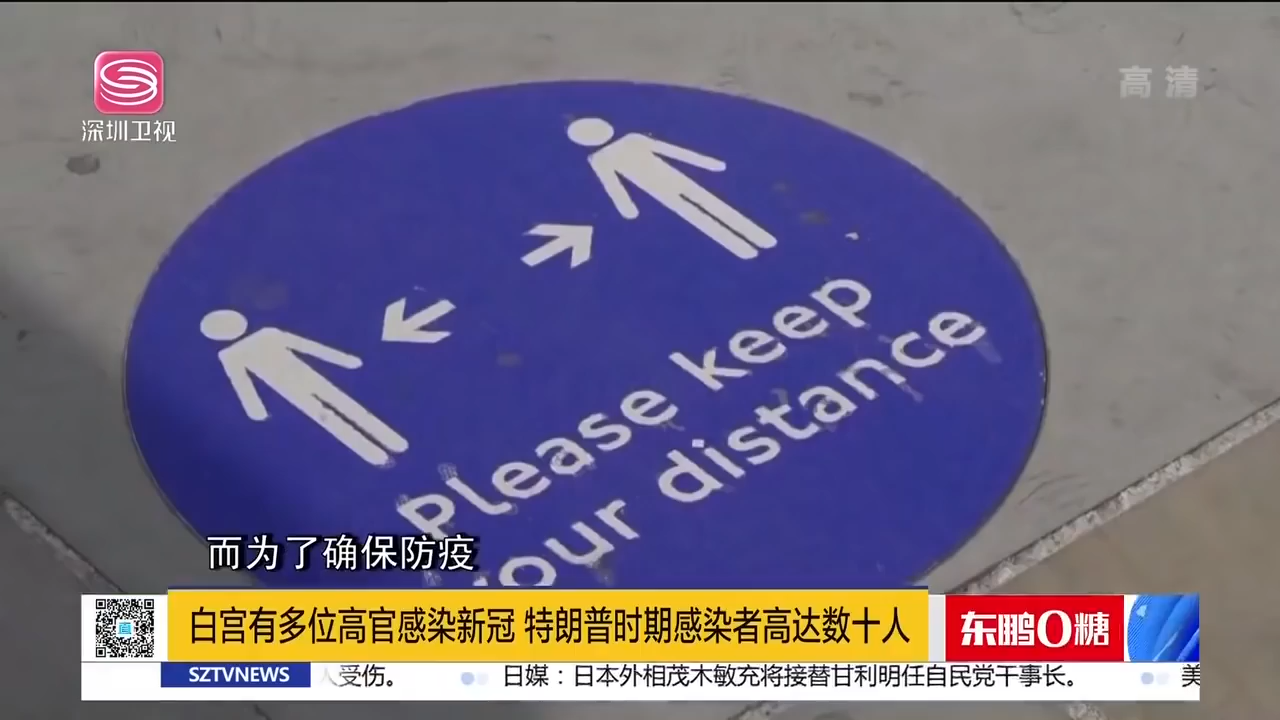 深圳卫视
高清
Please keep
your distance
而为了确保防疫
白宫有多位高官感染新冠 特朗普时期感染者高达数十人
东鹏0糖
SZTVNEWS
人受伤。
日媒：日本外相茂木敏充将接替甘利明任自民党干事长。
美